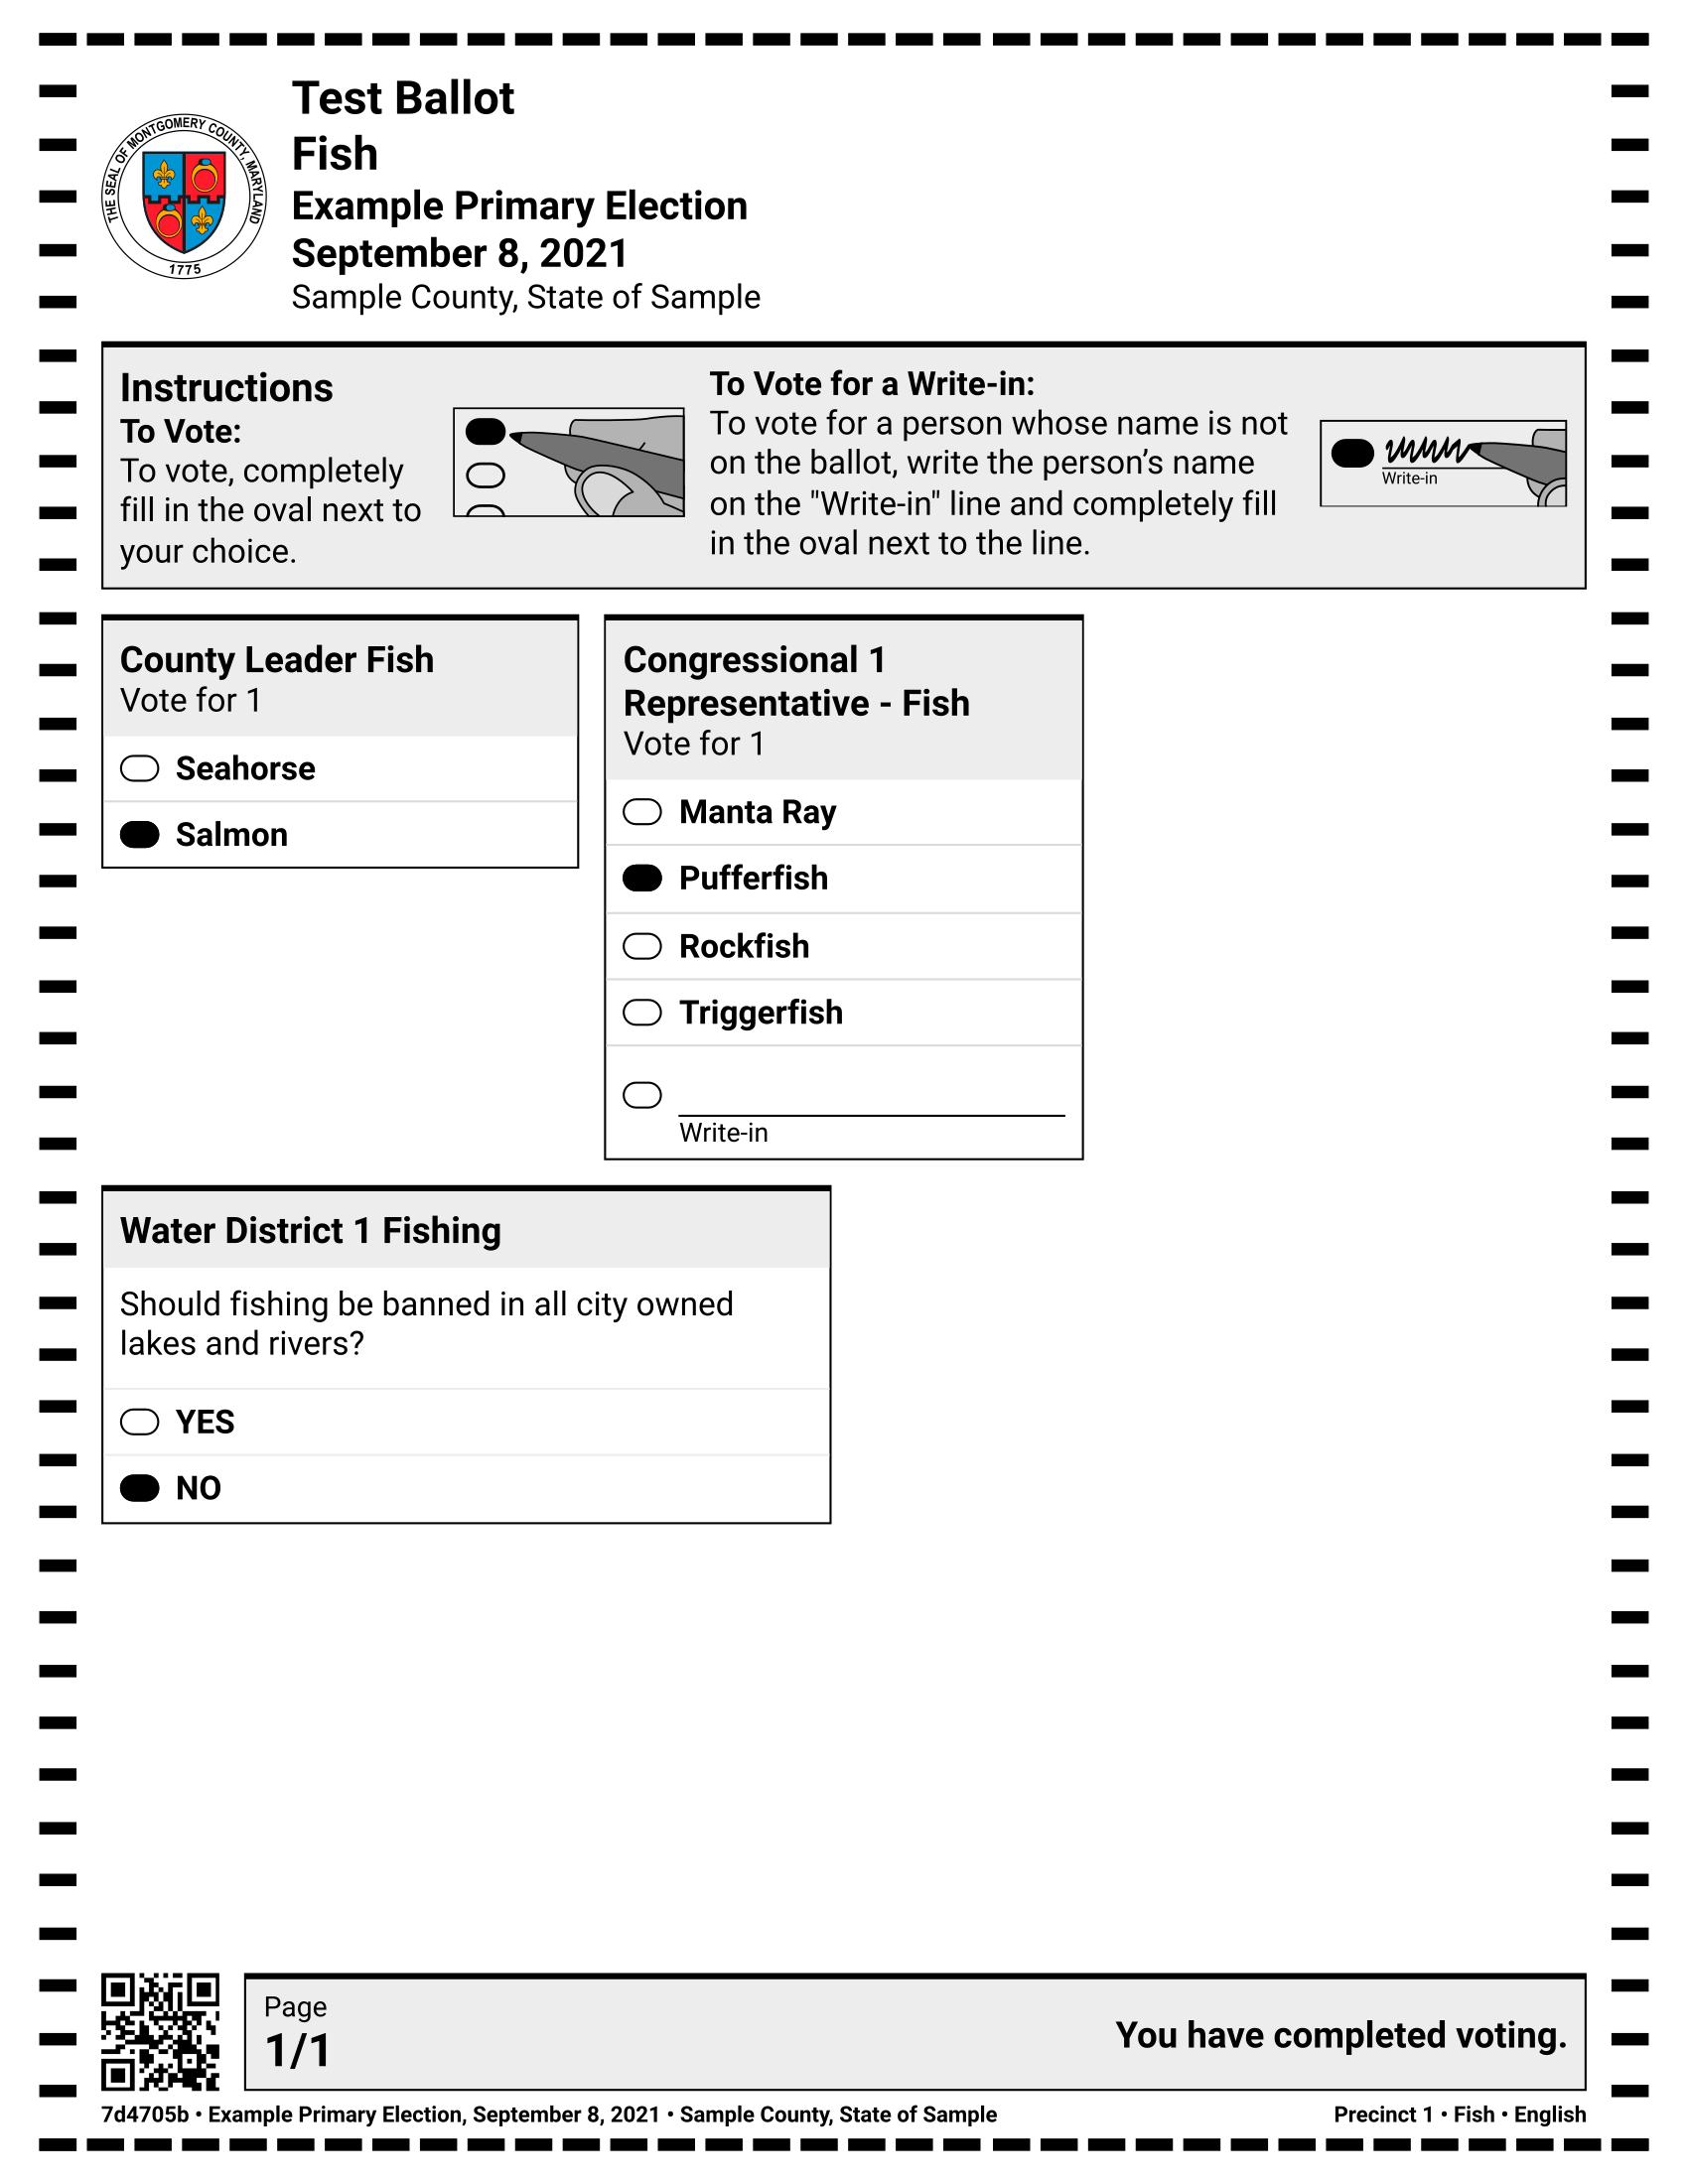 THE SEAL OF MONTGOMERY COUNTY, MARYLAND
1775
Test Ballot
Fish
Example Primary Election
September 8, 2021
Sample County, State of Sample
Instructions
To Vote:
To vote, completely
fill in the oval next to
your choice.
To Vote for a Write-in:
To vote for a person whose name is not
on the ballot, write the person’s name
on the "Write-in" line and completely fill
in the oval next to the line.
Write-in
County Leader Fish
Vote for 1
Seahorse
Salmon
Congressional 1
Representative - Fish
Vote for 1
Manta Ray
Pufferfish
Rockfish
Triggerfish
Write-in
Water District 1 Fishing
Should fishing be banned in all city owned
lakes and rivers?
YES
NO
Page
1/1
You have completed voting.
7d4705b • Example Primary Election, September 8, 2021 • Sample County, State of Sample
Precinct 1 • Fish • English